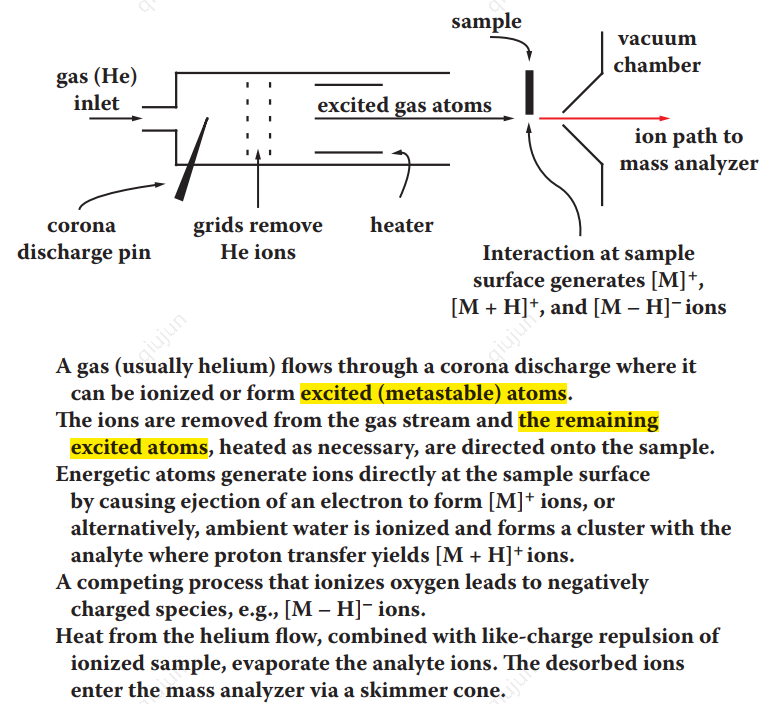 sample
vacuum
chamber
gas (He)
inlet
excited gas atoms
ion path to
mass analyzer
corona
discharge pin
grids remove
He ions
heater
Interaction at sample
surface generates [M]⁺,
[M + H]⁺, and [M – H]⁻ ions
A gas (usually helium) flows through a corona discharge where it
can be ionized or form excited (metastable) atoms.
The ions are removed from the gas stream and the remaining
excited atoms, heated as necessary, are directed onto the sample.
Energetic atoms generate ions directly at the sample surface
by causing ejection of an electron to form [M]⁺ ions, or
alternatively, ambient water is ionized and forms a cluster with the
analyte where proton transfer yields [M + H]⁺ ions.
A competing process that ionizes oxygen leads to negatively
charged species, e.g., [M – H]⁻ ions.
Heat from the helium flow, combined with like-charge repulsion of
ionized sample, evaporate the analyte ions. The desorbed ions
enter the mass analyzer via a skimmer cone.
qiujun
qiujun
qiujun
qiujun